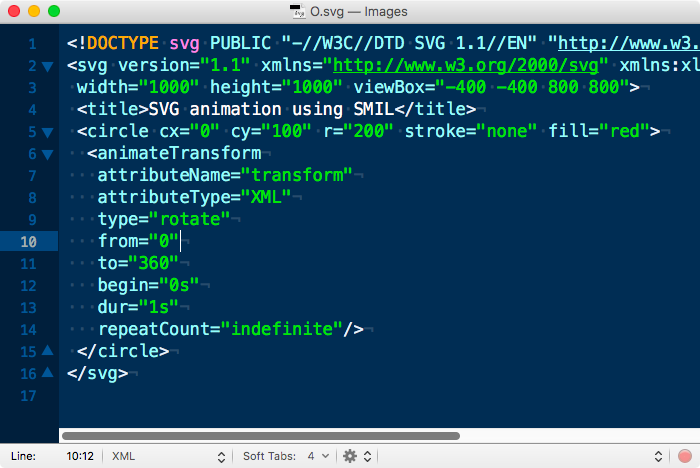 O.svg — Images
1 <!DOCTYPE svg PUBLIC "-//W3C//DTD SVG 1.1//EN" "http://www.w3.
2 <svg version="1.1" xmlns="http://www.w3.org/2000/svg" xmlns:xl
3 width="1000" height="1000" viewBox="-400 -400 800 800">
4 <title>SVG animation using SMIL</title>
5 <circle cx="0" cy="100" r="200" stroke="none" fill="red">
6 <animateTransform
7 attributeName="transform"
8 attributeType="XML"
9 type="rotate"
10 from="0"
11 to="360"
12 begin="0s"
13 dur="1s"
14 repeatCount="indefinite"/>
15 </circle>
16 </svg>
17
Line: 10:12 XML Soft Tabs: 4